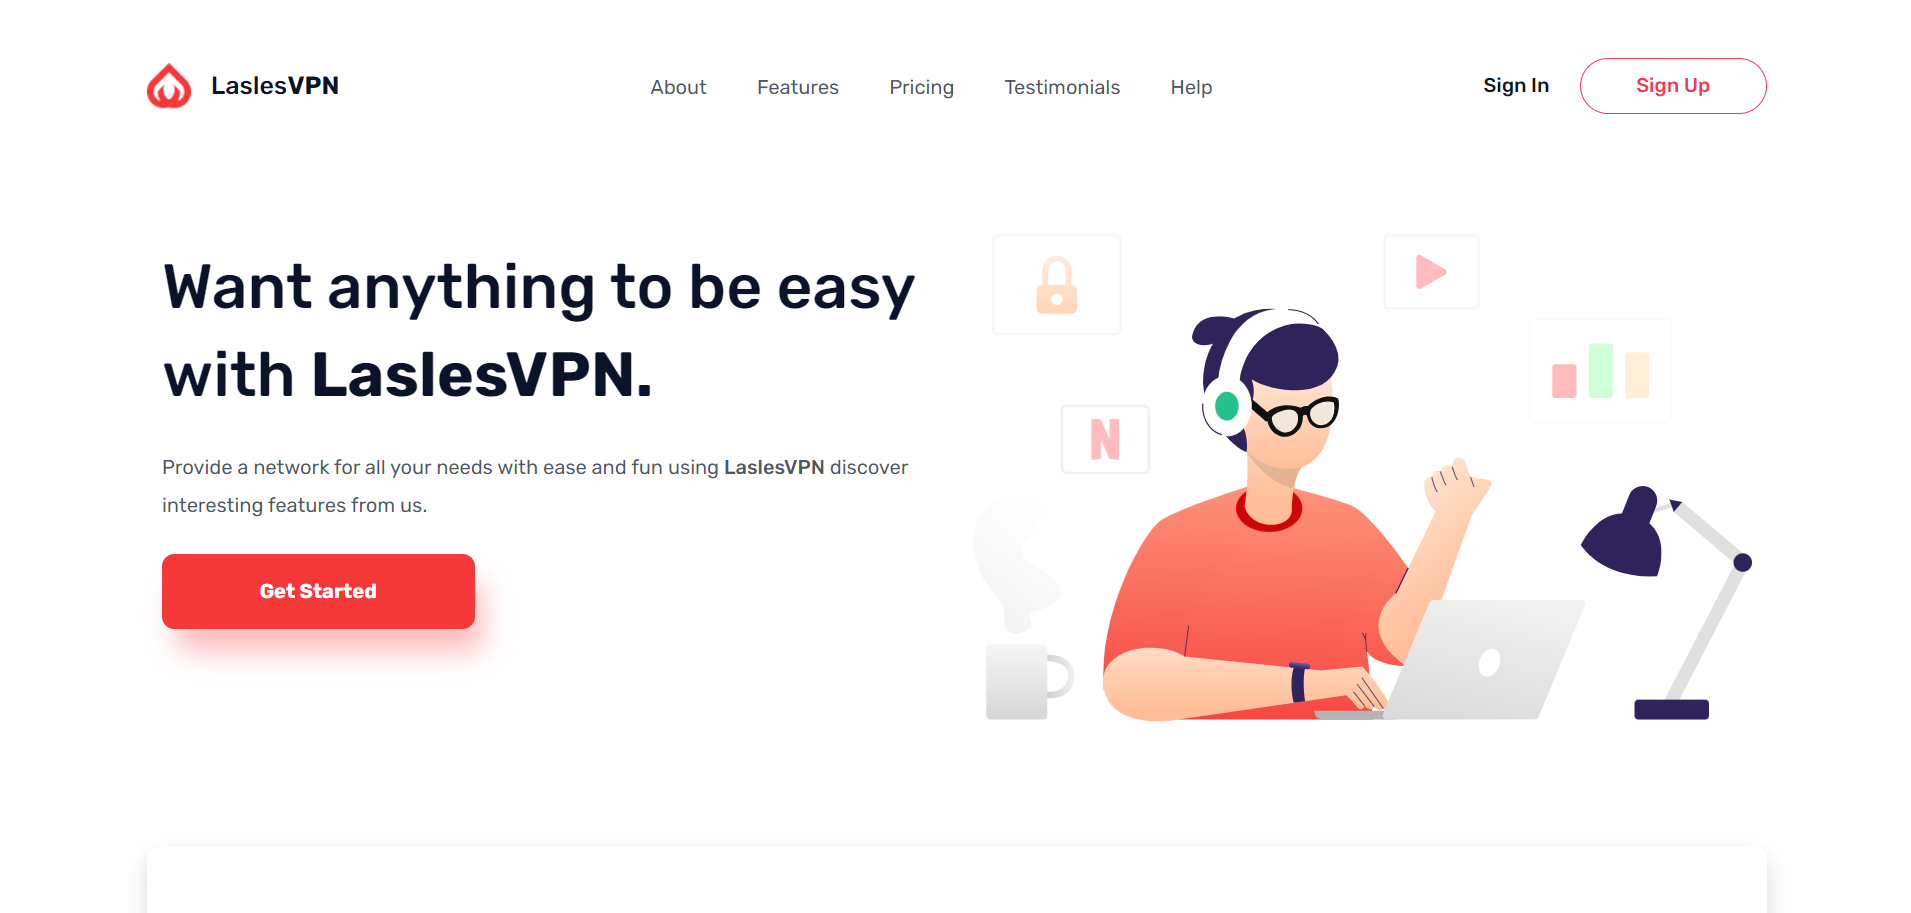 LaslesVPN
About Features Pricing Testimonials Help
Sign In Sign Up
Want anything to be easy
with LaslesVPN.
Provide a network for all your needs with ease and fun using LaslesVPN discover
interesting features from us.
Get Started
N